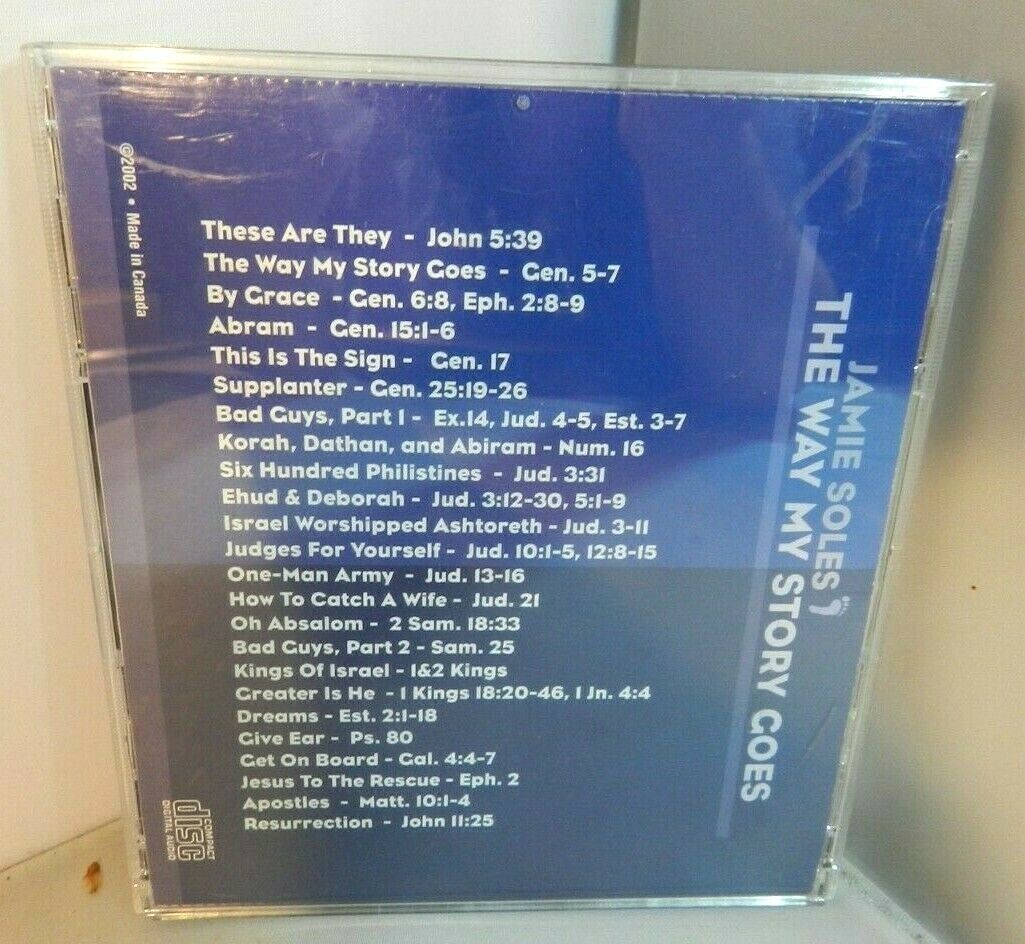 ©2002 • Made in Canada
These Are They - John 5:39
The Way My Story Goes - Gen. 5-7
By Grace - Gen. 6:8, Eph. 2:8-9
Abram - Gen. 15:1-6
This Is The Sign - Gen. 17
Supplanter - Gen. 25:19-26
Bad Guys, Part 1 - Ex.14, Jud. 4-5, Est. 3-7
Korah, Dathan, and Abiram - Num. 16
Six Hundred Philistines - Jud. 3:31
Ehud & Deborah - Jud. 3:12-30, 5:1-9
Israel Worshipped Ashtoreth - Jud. 3-11
Judges For Yourself - Jud. 10:1-5, 12:8-15
One-Man Army - Jud. 13-16
How To Catch A Wife - Jud. 21
Oh Absalom - 2 Sam. 18:33
Bad Guys, Part 2 - Sam. 25
Kings Of Israel - 1&2 Kings
Greater Is He - 1 Kings 18:20-46, 1 Jn. 4:4
Dreams - Est. 2:1-18
Give Ear - Ps. 80
Get On Board - Gal. 4:4-7
Jesus To The Rescue - Eph. 2
Apostles - Matt. 10:1-4
Resurrection - John 11:25
JAMIE SOLES
THE WAY MY STORY GOES
COMPACT
disc
DIGITAL AUDIO